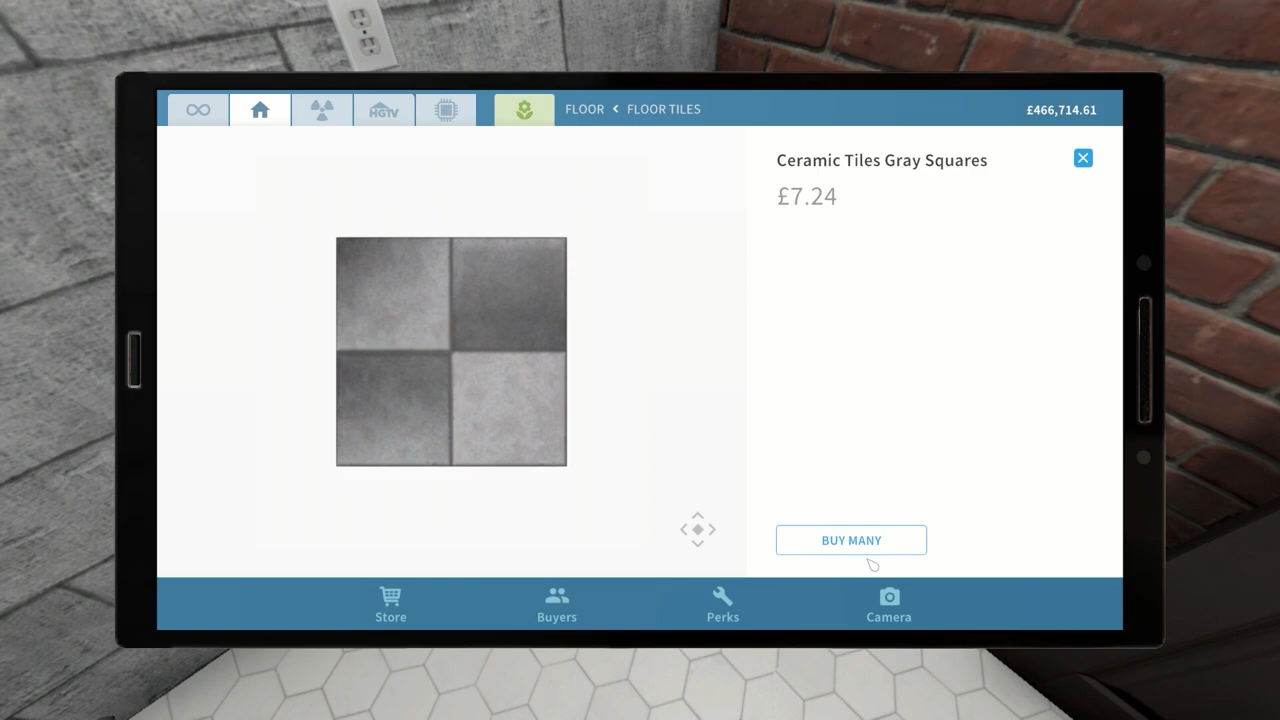 HGTV
FLOOR < FLOOR TILES
£466,714.61
Ceramic Tiles Gray Squares
£7.24
BUY MANY
Store
Buyers
Perks
Camera